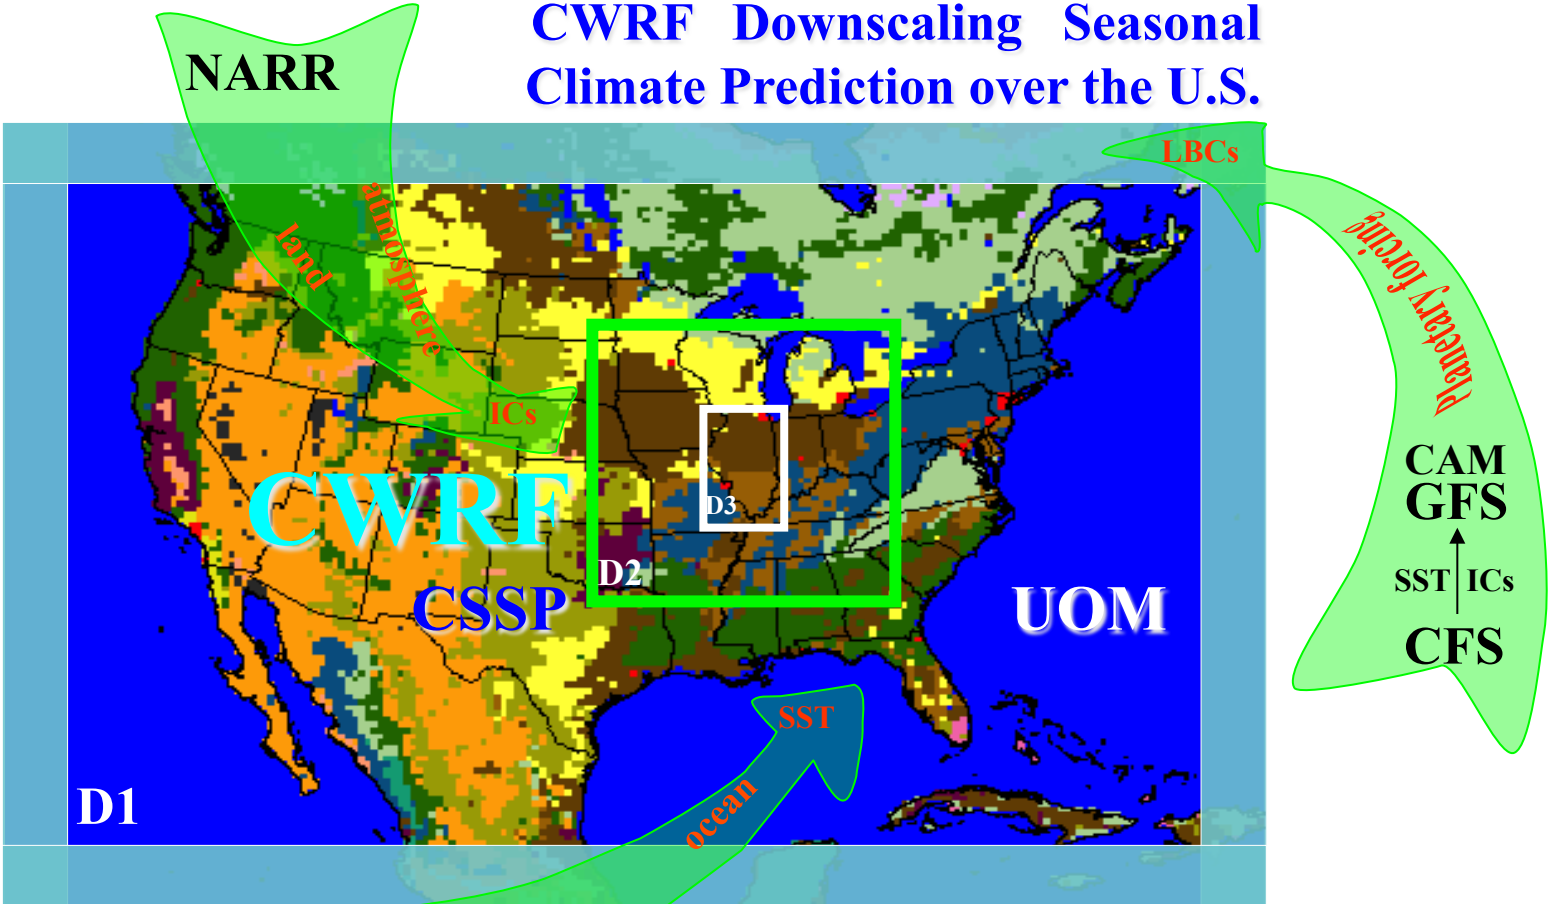 CWRF Downscaling Seasonal
Climate Prediction over the U.S.
NARR
LBCs
land
atmosphere
Planetary forcing
ICs
CWRF
D3
D2
CSSP
UOM
CAM
GFS
SST ICs
CFS
SST
ocean
D1